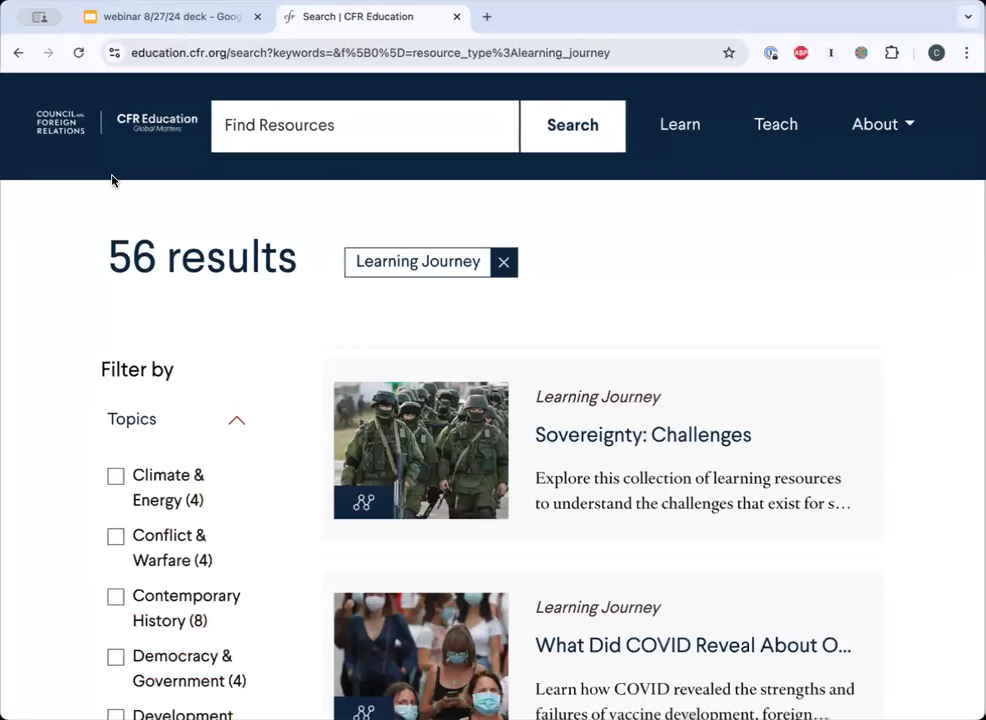 webinar 8/27/24 deck - Goog
Search | CFR Education
education.cfr.org/search?keywords=&f%5B0%5D=resource_type%3Alearning_journey
ABP
I
C
COUNCIL on
FOREIGN
RELATIONS
CFR Education
Global Matters
Find Resources
Search
Learn
Teach
About
56 results
Learning Journey
Filter by
Topics
Climate &
Energy (4)
Conflict &
Warfare (4)
Contemporary
History (8)
Democracy &
Government (4)
Development
Learning Journey
Sovereignty: Challenges
Explore this collection of learning resources
to understand the challenges that exist for s…
Learning Journey
What Did COVID Reveal About O...
Learn how COVID revealed the strengths and
failures of vaccine development, foreign